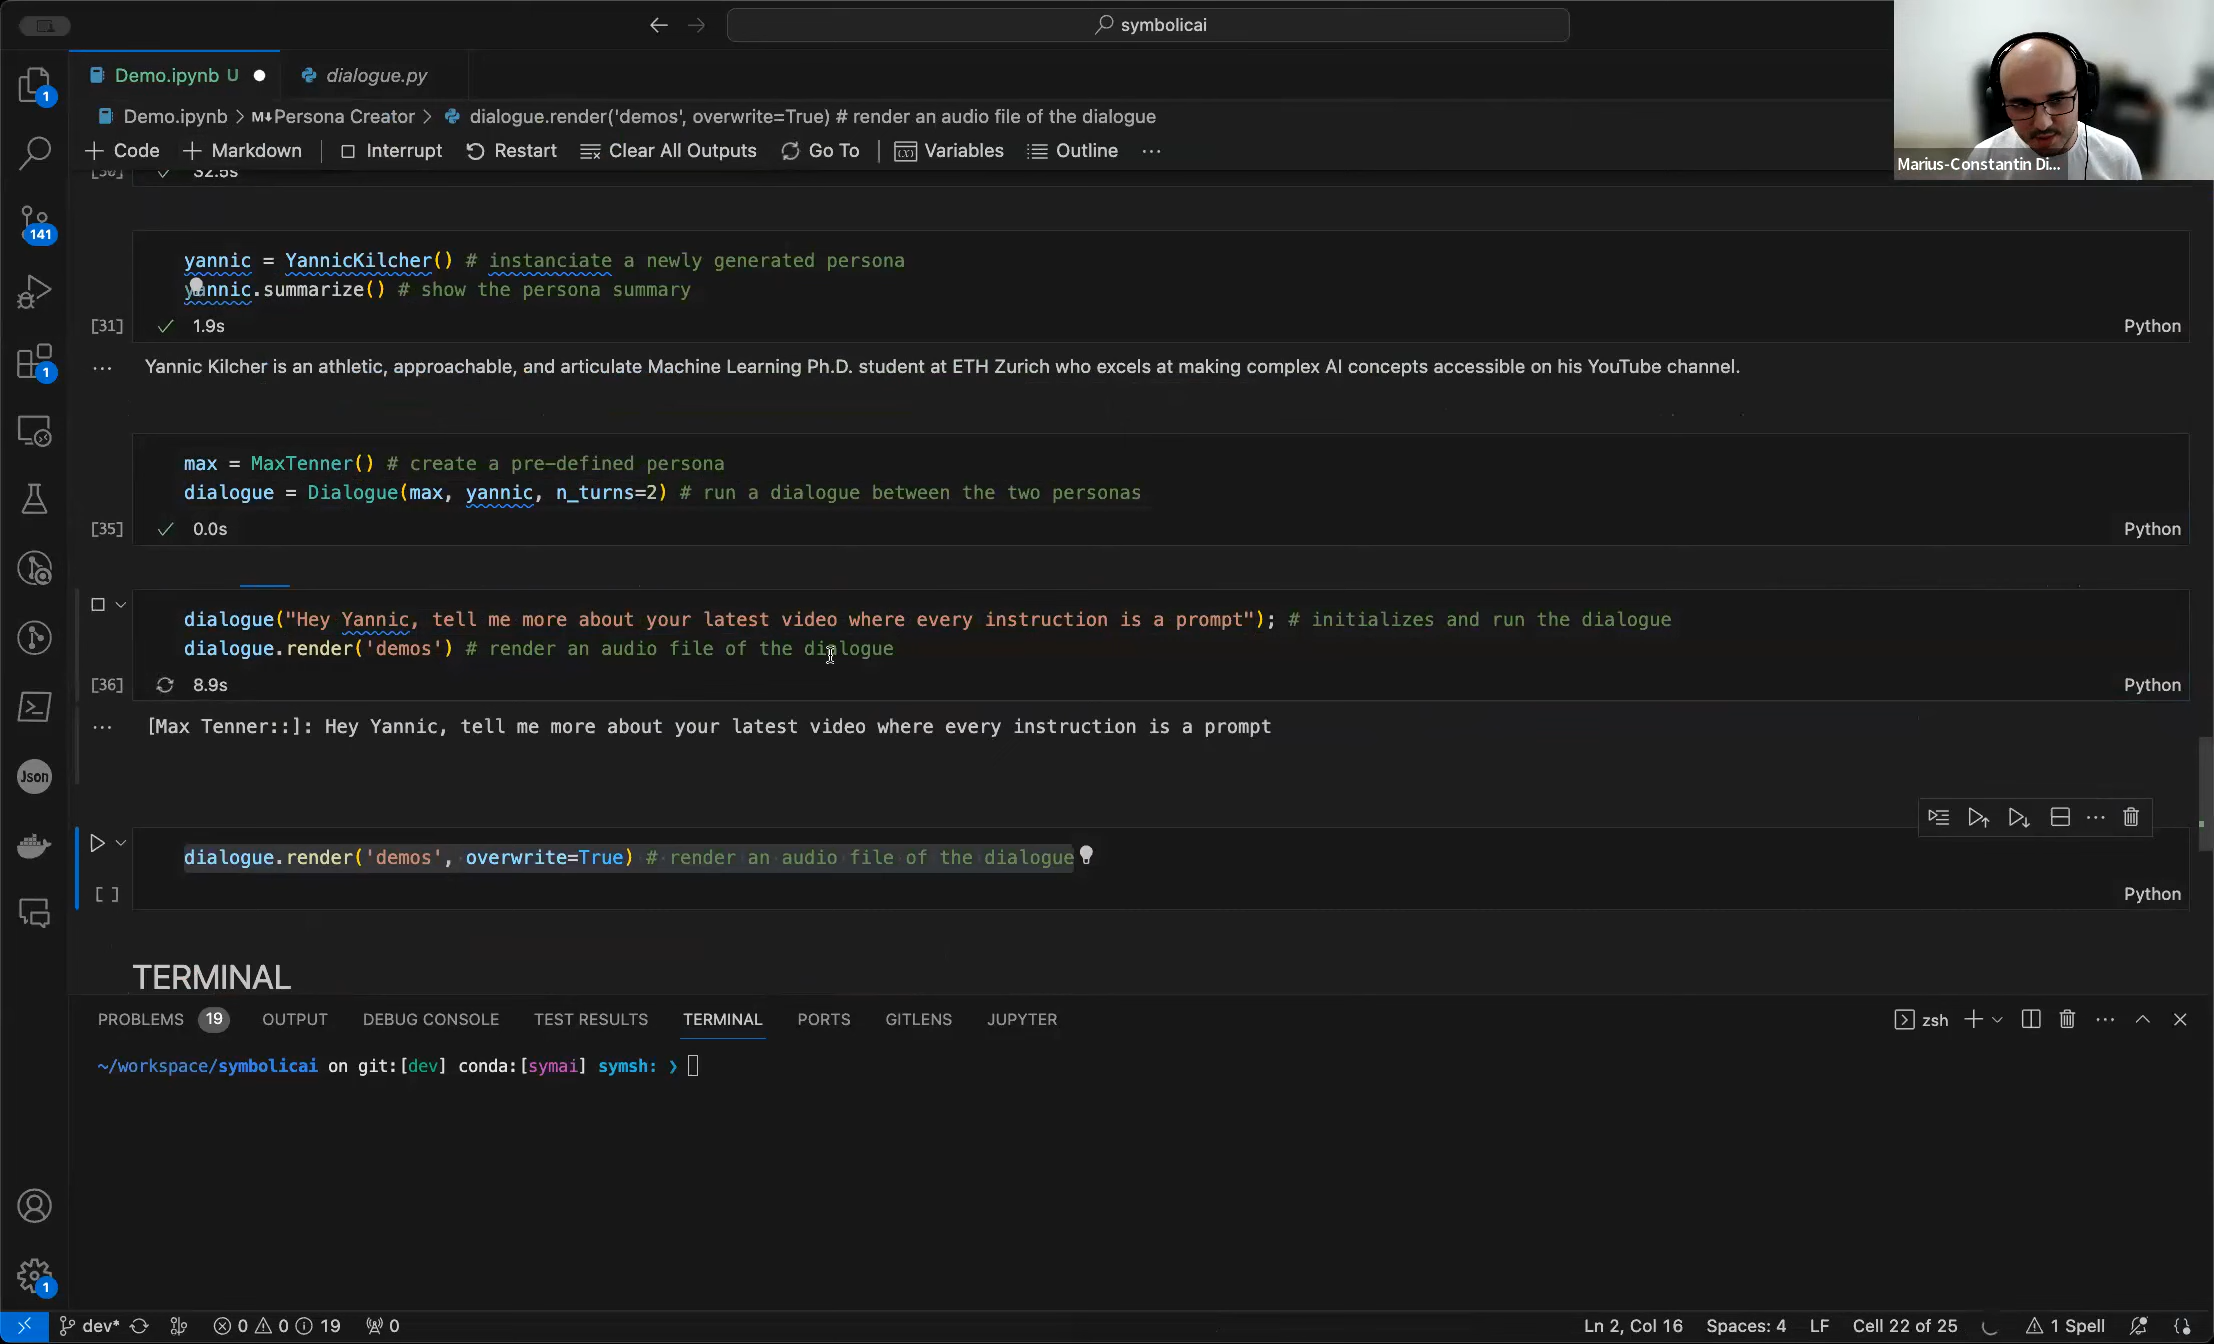 symbolicai
Demo.ipynb U
dialogue.py
Demo.ipynb > M↓Persona Creator > dialogue.render('demos', overwrite=True) # render an audio file of the dialogue
+ Code + Markdown Interrupt Restart Clear All Outputs Go To Variables Outline ...
Marius-Constantin Di...
[30] 32.5s
yannic = YannicKilcher() # instanciate a newly generated persona
yannic.summarize() # show the persona summary
[31] 1.9s Python
Yannic Kilcher is an athletic, approachable, and articulate Machine Learning Ph.D. student at ETH Zurich who excels at making complex AI concepts accessible on his YouTube channel.
max = MaxTenner() # create a pre-defined persona
dialogue = Dialogue(max, yannic, n_turns=2) # run a dialogue between the two personas
[35] 0.0s Python
dialogue("Hey Yannic, tell me more about your latest video where every instruction is a prompt"); # initializes and run the dialogue
dialogue.render('demos') # render an audio file of the dialogue
[36] 8.9s Python
[Max Tenner::]: Hey Yannic, tell me more about your latest video where every instruction is a prompt
dialogue.render('demos', overwrite=True) # render an audio file of the dialogue
[ ] Python
TERMINAL
PROBLEMS 19 OUTPUT DEBUG CONSOLE TEST RESULTS TERMINAL PORTS GITLENS JUPYTER zsh
~/workspace/symbolicai on git:[dev] conda:[symai] symsh: ❯
1
141
1
Json
1
dev* 0 0 19 0 Ln 2, Col 16 Spaces: 4 LF Cell 22 of 25 1 Spell